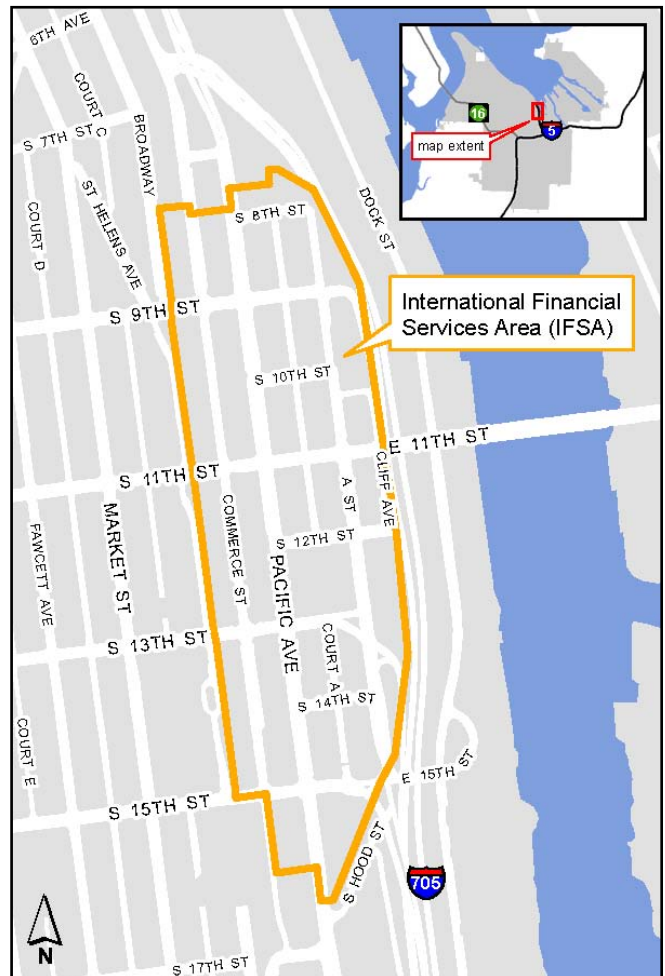 6TH AVE
COURT C
S 7TH ST
BROADWAY
ST HELENS AVE
COURT D
16
5
map extent
DOCK ST
S 8TH ST
S 9TH ST
International Financial
Services Area (IFSA)
S 10TH ST
E 11TH ST
S 11TH ST
CLIFF AVE
A ST
COMMERCE ST
MARKET ST
FAWCETT AVE
S 12TH ST
PACIFIC AVE
S 13TH ST
COURT A
S 14TH ST
COURT E
E 15TH ST
S 15TH ST
S HOOD ST
705
N
S 17TH ST